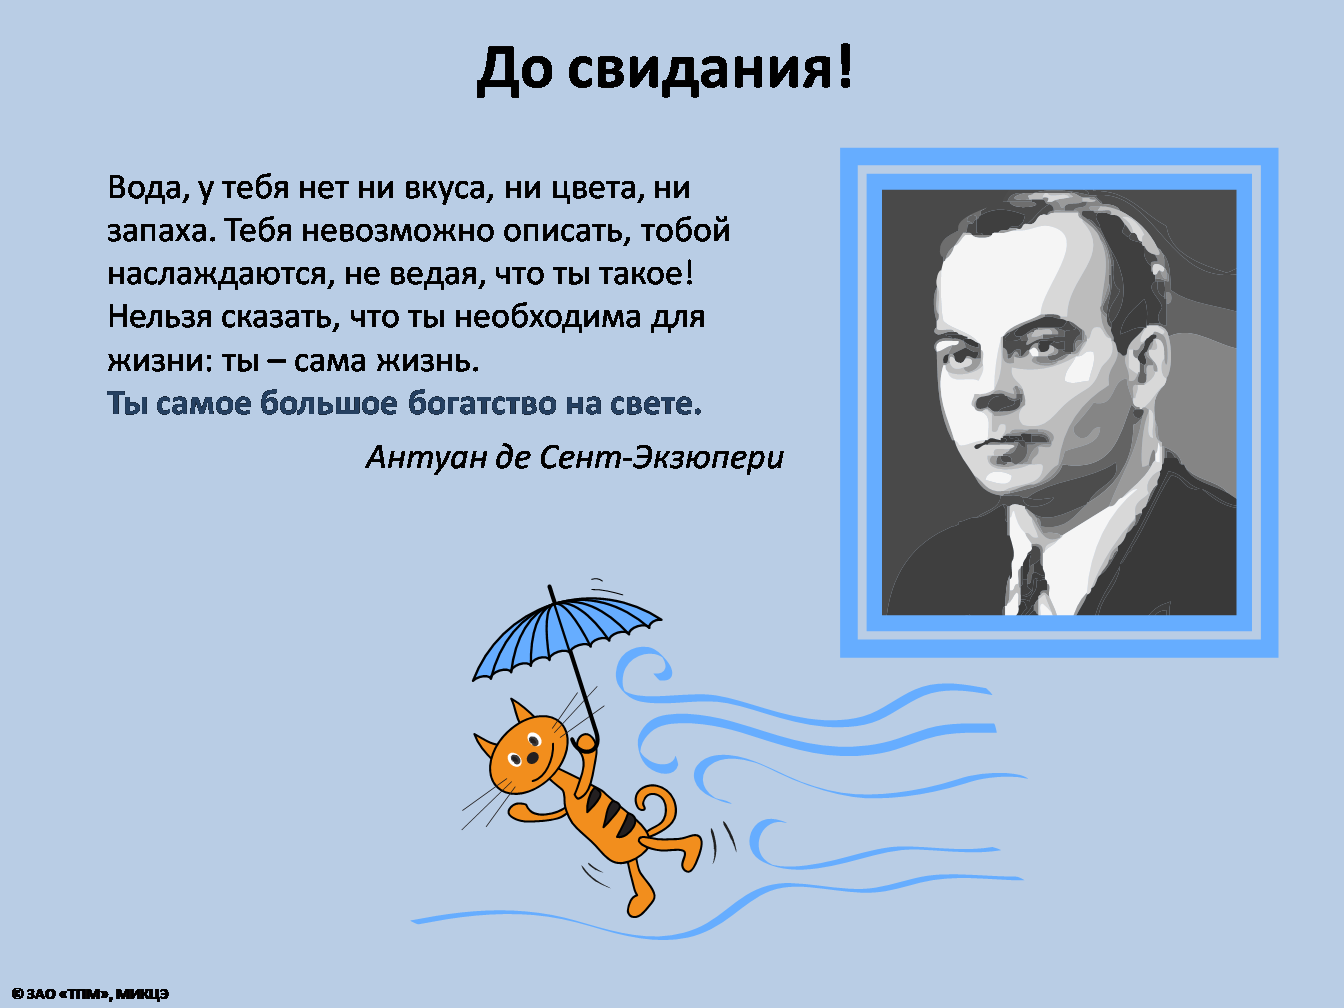 До свидания!
Вода, у тебя нет ни вкуса, ни цвета, ни
запаха. Тебя невозможно описать, тобой
наслаждаются, не ведая, что ты такое!
Нельзя сказать, что ты необходима для
жизни: ты – сама жизнь.
Ты самое большое богатство на свете.
Антуан де Сент-Экзюпери
© ЗАО «ТПМ», МИКЦЭ